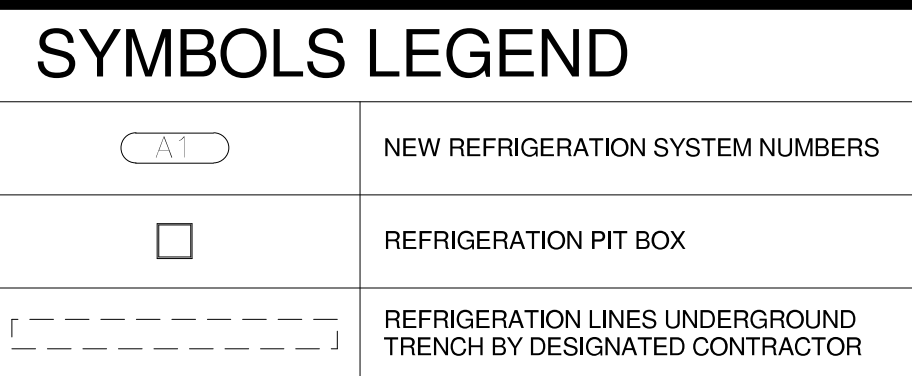 SYMBOLS LEGEND
A1
NEW REFRIGERATION SYSTEM NUMBERS
REFRIGERATION PIT BOX
REFRIGERATION LINES UNDERGROUND
TRENCH BY DESIGNATED CONTRACTOR